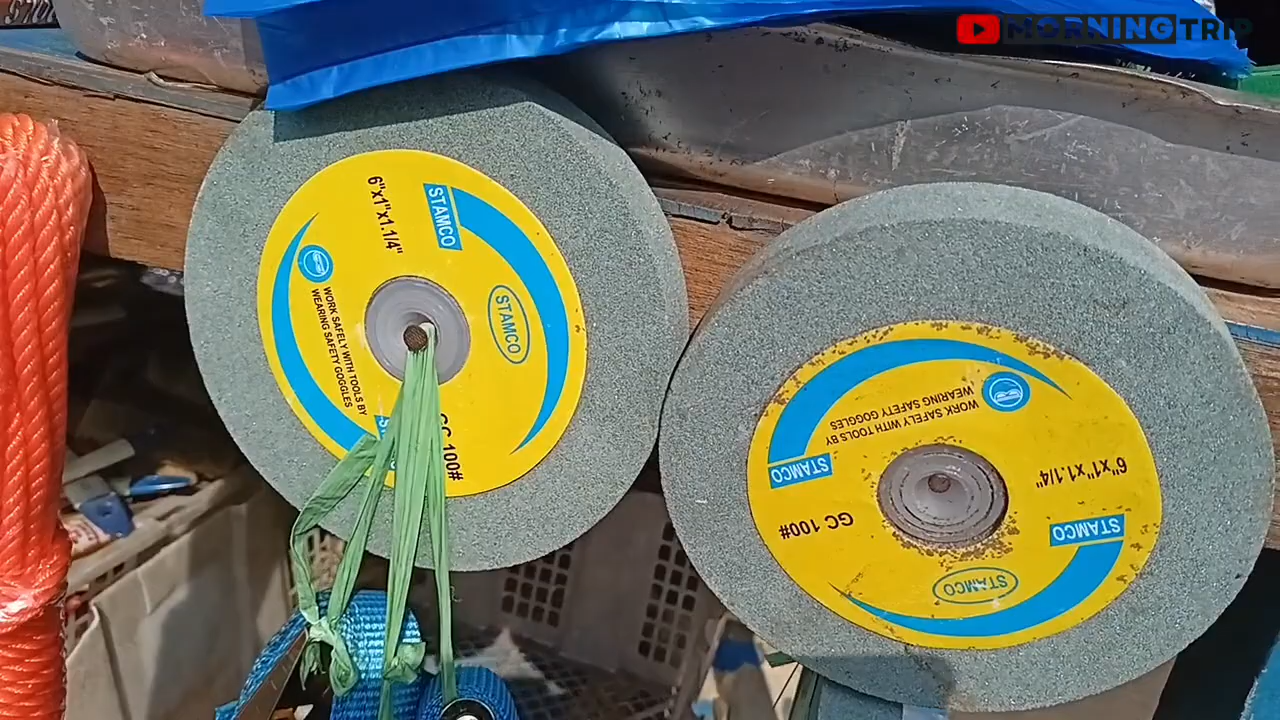 MORNINGTRIP
6"x1"x1.1/4"
STAMCO
STAMCO
WORK SAFELY WITH TOOLS BY
WEARING SAFETY GOGGLES
GC 100#
WORK SAFELY WITH TOOLS BY
WEARING SAFETY GOGGLES
STAMCO
6"x1"x1.1/4"
GC 100#
STAMCO
STAMCO